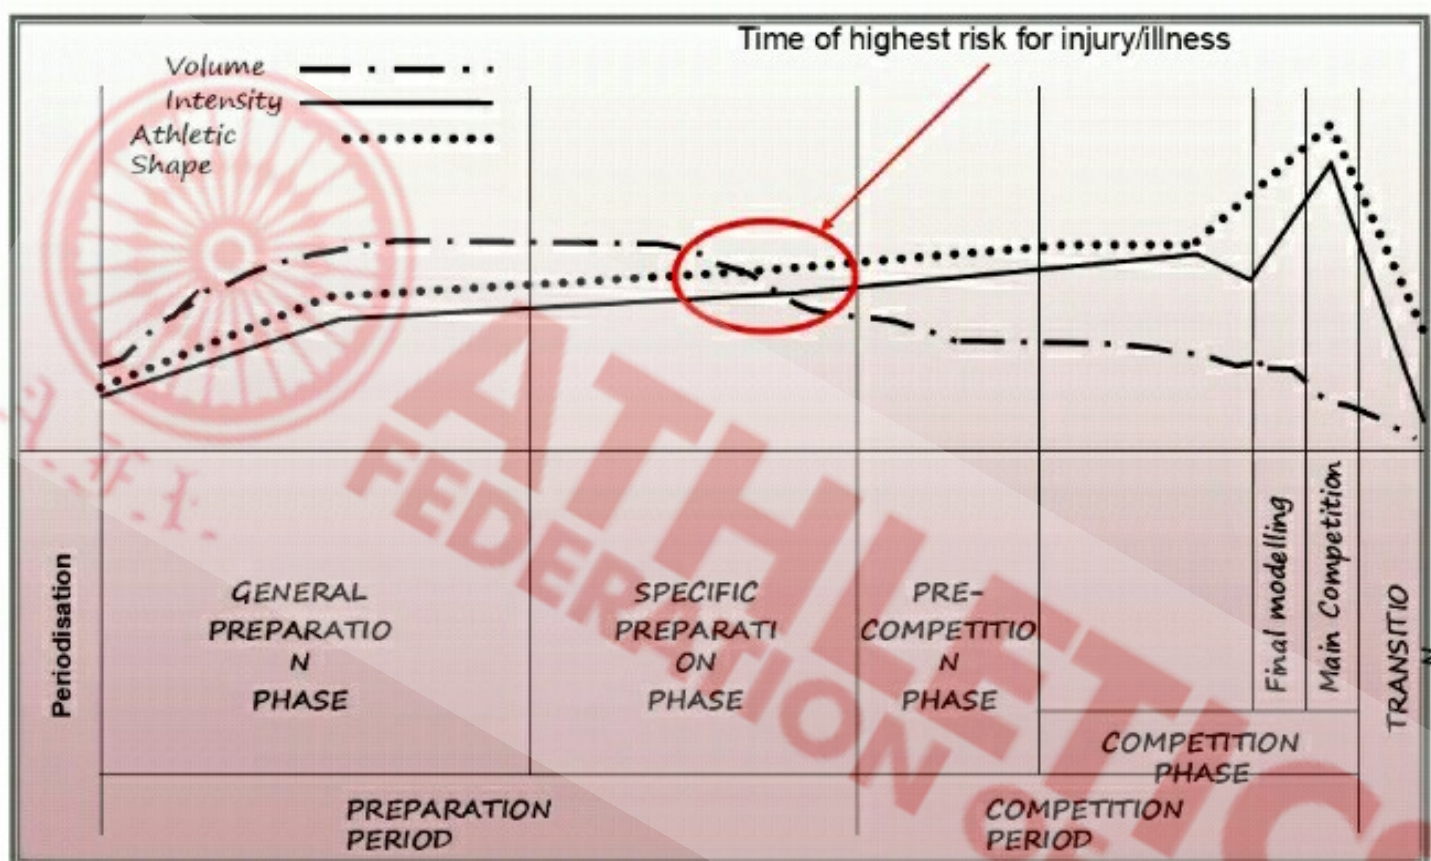 Time of highest risk for injury/illness
Volume
Intensity
Athletic
Shape
Periodisation
GENERAL
PREPARATIO
N
PHASE
SPECIFIC
PREPARATI
ON
PHASE
PRE-
COMPETITIO
N
PHASE
Final modelling
Main Competition
TRANSITIO
N
COMPETITION
PHASE
PREPARATION
PERIOD
COMPETITION
PERIOD
A.F.I.
ATHLETICS
FEDERATION OF